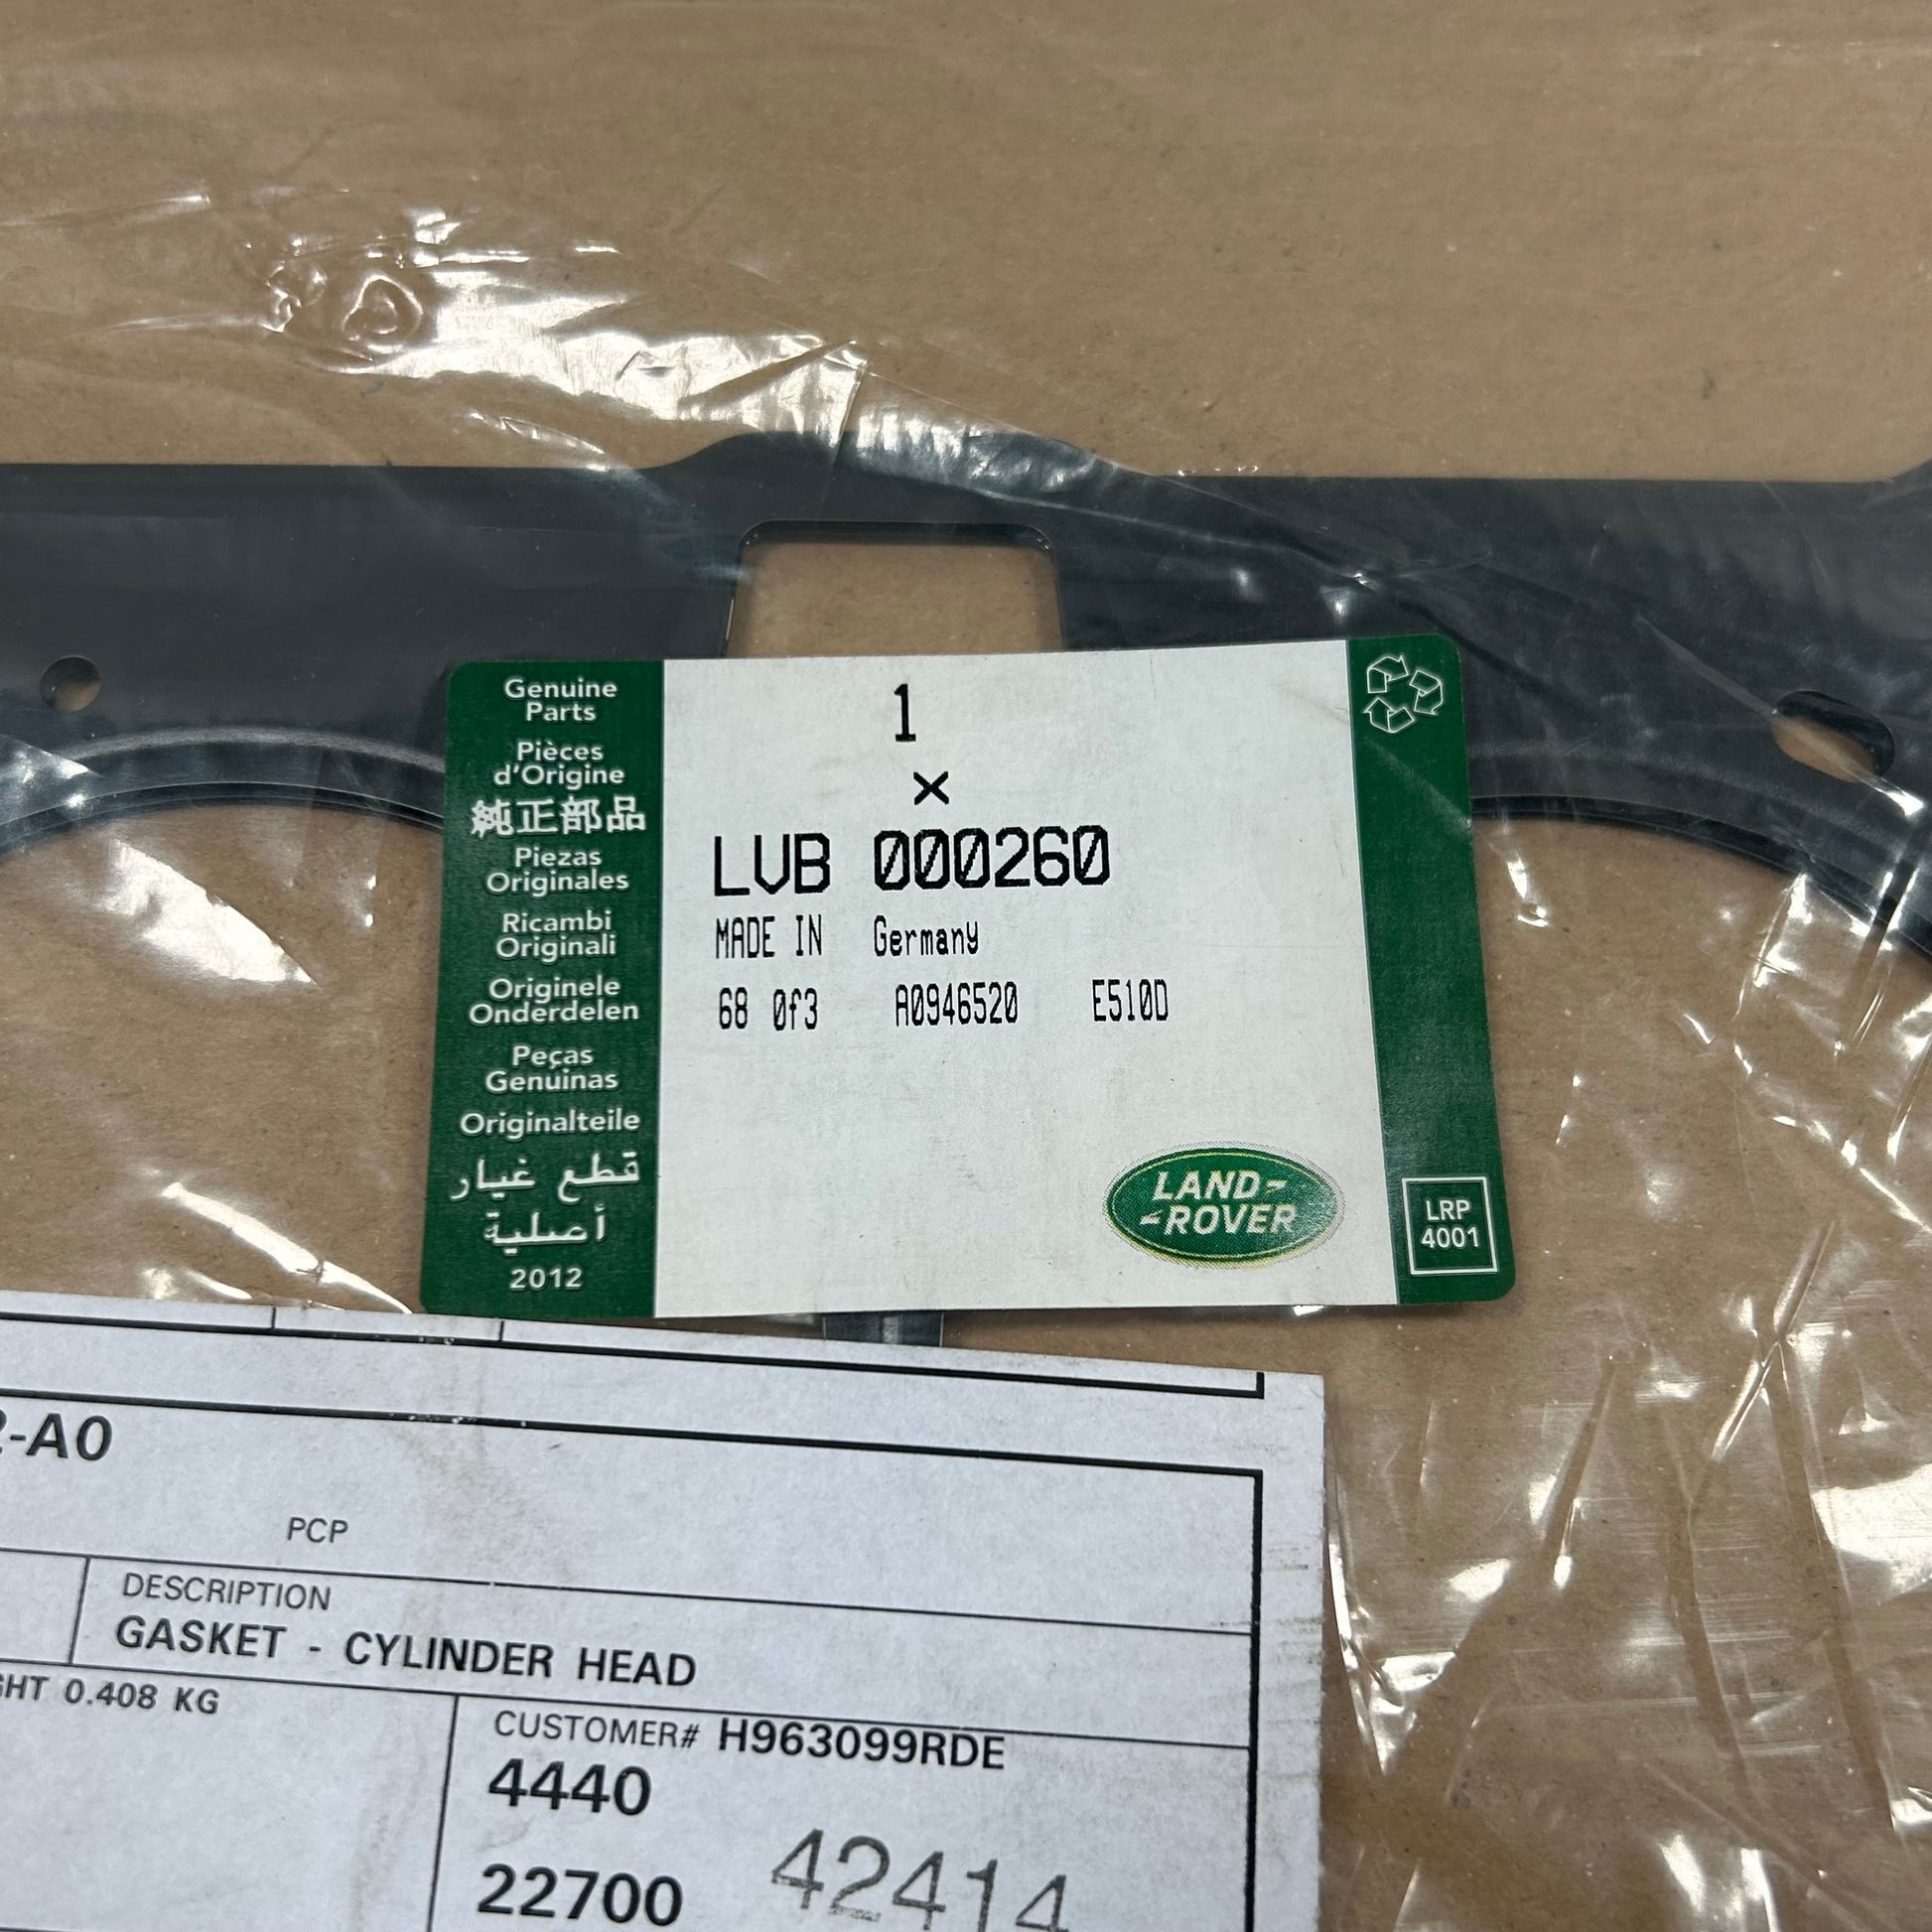 Genuine
Parts
Pièces
d'Origine
純正部品
Piezas
Originales
Ricambi
Originali
Originele
Onderdelen
Peças
Genuinas
Originalteile
قطع غيار
أصلية
2012
1
×
LVB 000260
MADE IN Germany
68 0f3 A0946520 E510D
LAND-
-ROVER
LRP
4001
-A0
PCP
DESCRIPTION
GASKET - CYLINDER HEAD
0.408 KG
CUSTOMER# H963099RDE
4440
22700
42414